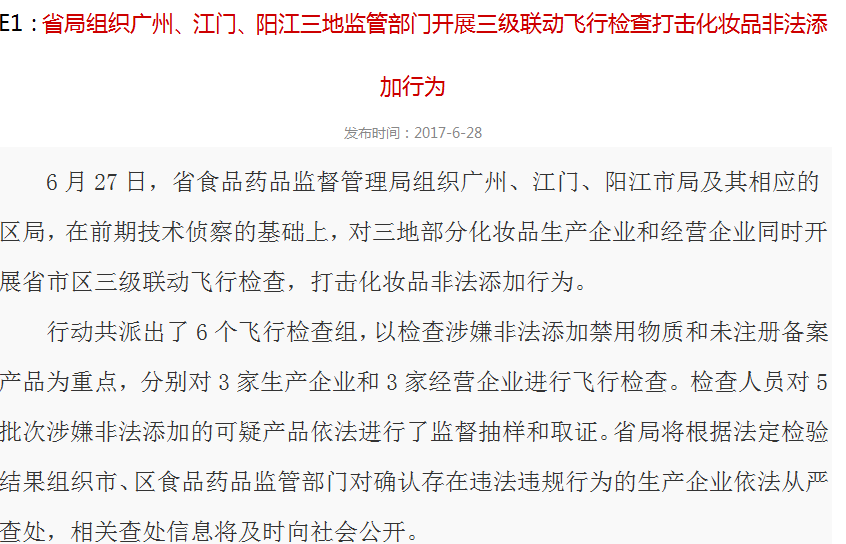 E1：省局组织广州、江门、阳江三地监管部门开展三级联动飞行检查打击化妆品非法添
加行为
发布时间：2017-6-28
6月27日，省食品药品监督管理局组织广州、江门、阳江市局及其相应的
区局，在前期技术侦察的基础上，对三地部分化妆品生产企业和经营企业同时开
展省市区三级联动飞行检查，打击化妆品非法添加行为。
行动共派出了6个飞行检查组，以检查涉嫌非法添加禁用物质和未注册备案
产品为重点，分别对3家生产企业和3家经营企业进行飞行检查。检查人员对5
批次涉嫌非法添加的可疑产品依法进行了监督抽样和取证。省局将根据法定检验
结果组织市、区食品药品监管部门对确认存在违法违规行为的生产企业依法从严
查处，相关查处信息将及时向社会公开。